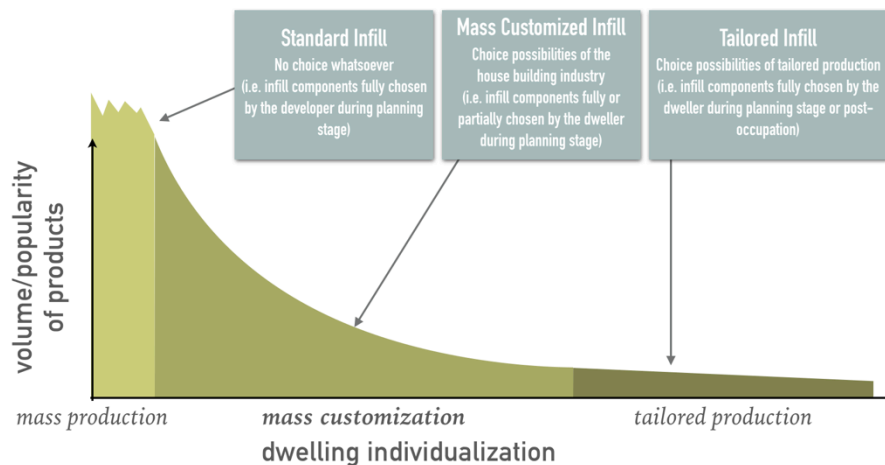 Standard Infill
No choice whatsoever
(i.e. infill components fully chosen
by the developer during planning
stage)
Mass Customized Infill
Choice possibilities of the
house building industry
(i.e. infill components fully or
partially chosen by the dweller
during planning stage)
Tailored Infill
Choice possibilities of tailored production
(i.e. infill components fully chosen by the
dweller during planning stage or post-
occupation)
volume/popularity
of products
mass production
mass customization
tailored production
dwelling individualization